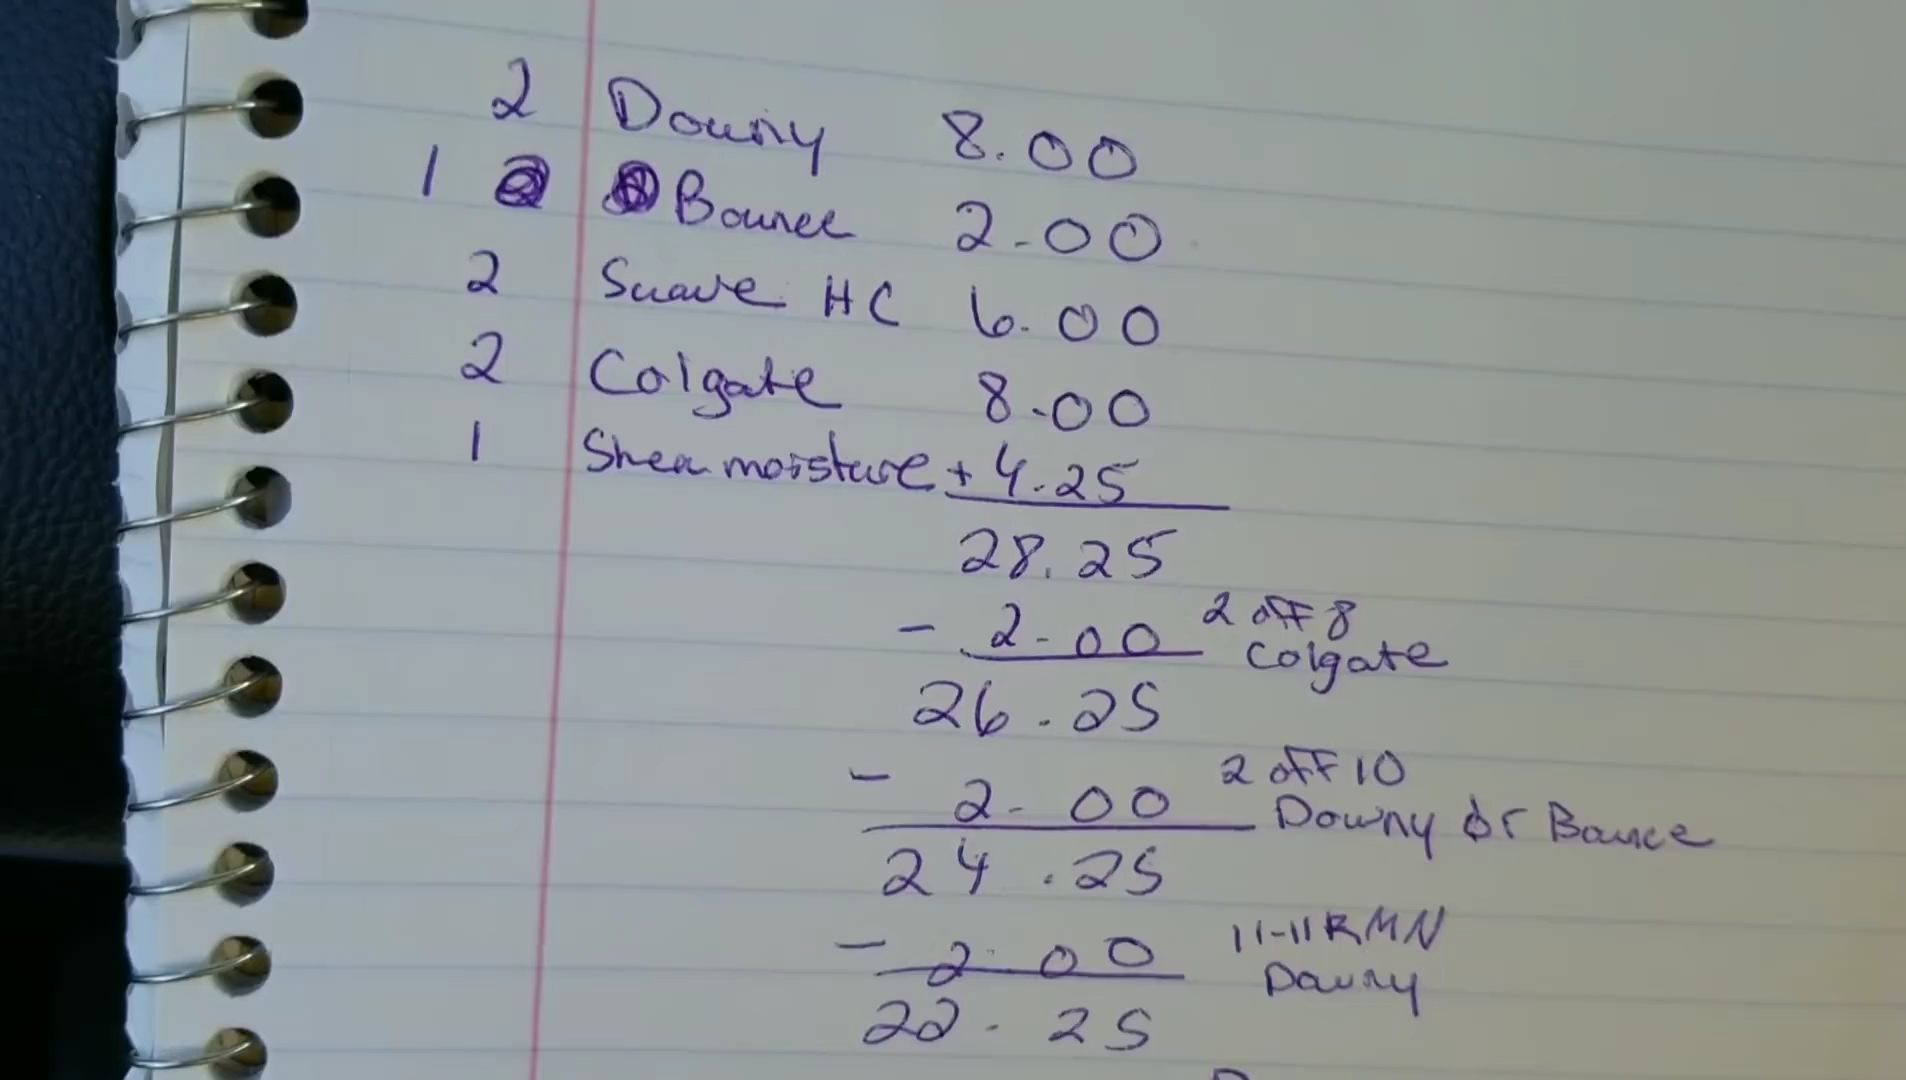 2 Downy 8.00
1 Bounce 2.00
2 Suave HC 6.00
2 Colgate 8.00
1 Shea moisture + 4.25
28.25
- 2.00 2 off 8
Colgate
26.25
- 2.00 2 off 10
Downy or Bounce
24.25
- 2.00 11-11 RMN
Downy
22.25